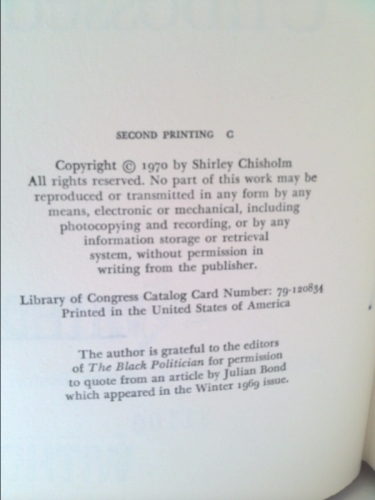 SECOND PRINTING C
Copyright © 1970 by Shirley Chisholm
All rights reserved. No part of this work may be
reproduced or transmitted in any form by any
means, electronic or mechanical, including
photocopying and recording, or by any
information storage or retrieval
system, without permission in
writing from the publisher.
Library of Congress Catalog Card Number: 79-120834
Printed in the United States of America
The author is grateful to the editors
of The Black Politician for permission
to quote from an article by Julian Bond
which appeared in the Winter 1969 issue.